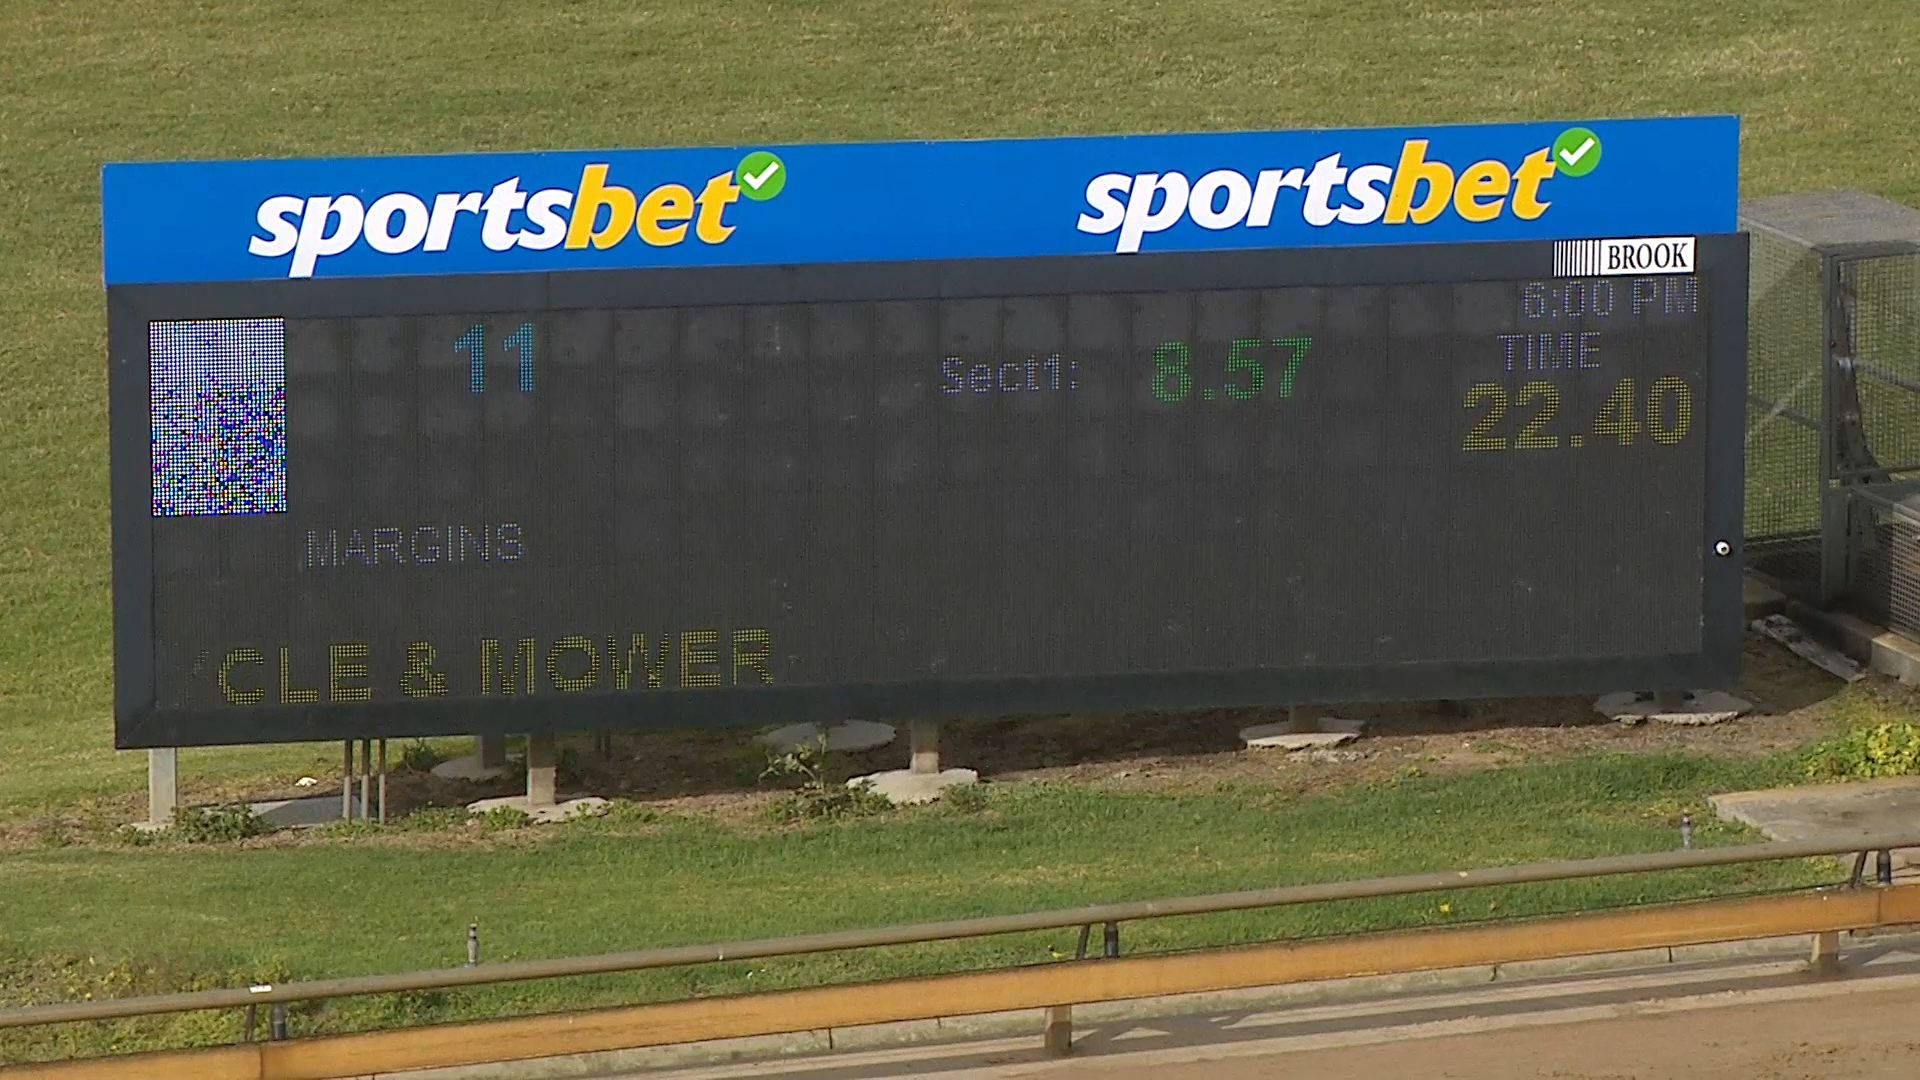 sportsbet sportsbet
BROOK
6:00 PM
11 Sect1: 8.57 TIME
22.40
MARGINS
CLE & MOWER